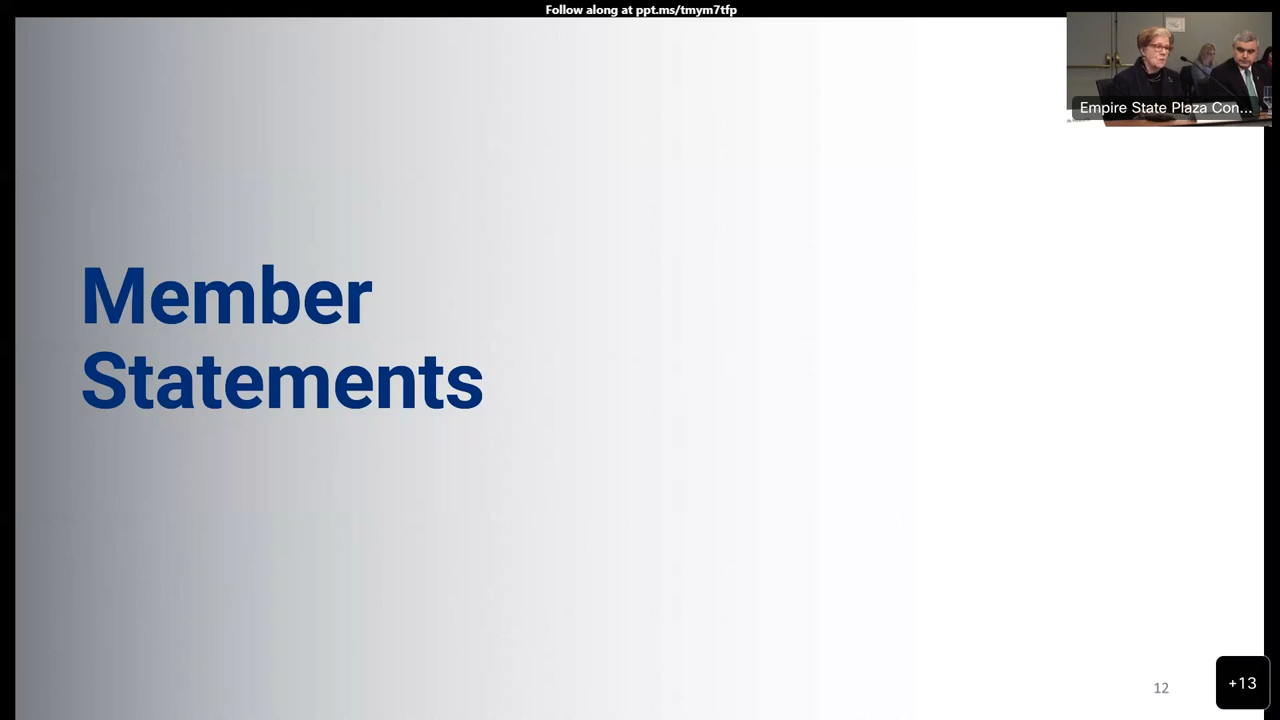 Follow along at ppt.ms/tmym7tfp
Empire State Plaza Con...
Member
Statements
12
+13